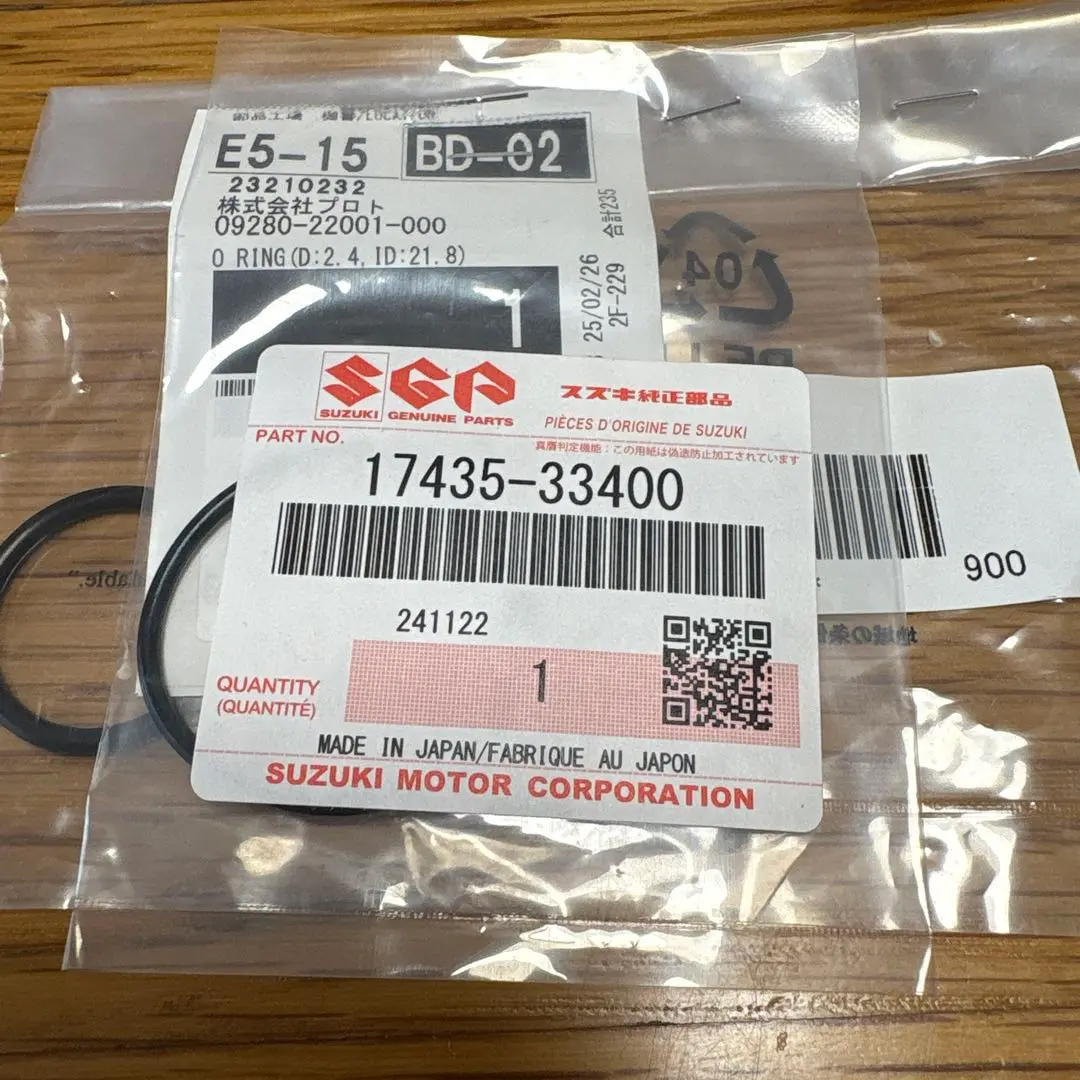 E5-15 BD-02
23210232
株式会社プロト
09280-22001-000
O RING(D:2.4, ID:21.8)
1
合計235
25/02/26
2F-229
04
SGP
SUZUKI GENUINE PARTS
スズキ純正部品
PIÈCES D'ORIGINE DE SUZUKI
真贋判定機能：この用紙は偽造防止加工されています
PART NO.
17435-33400
241122
QUANTITY
(QUANTITÉ)
1
MADE IN JAPAN/FABRIQUE AU JAPON
SUZUKI MOTOR CORPORATION
900